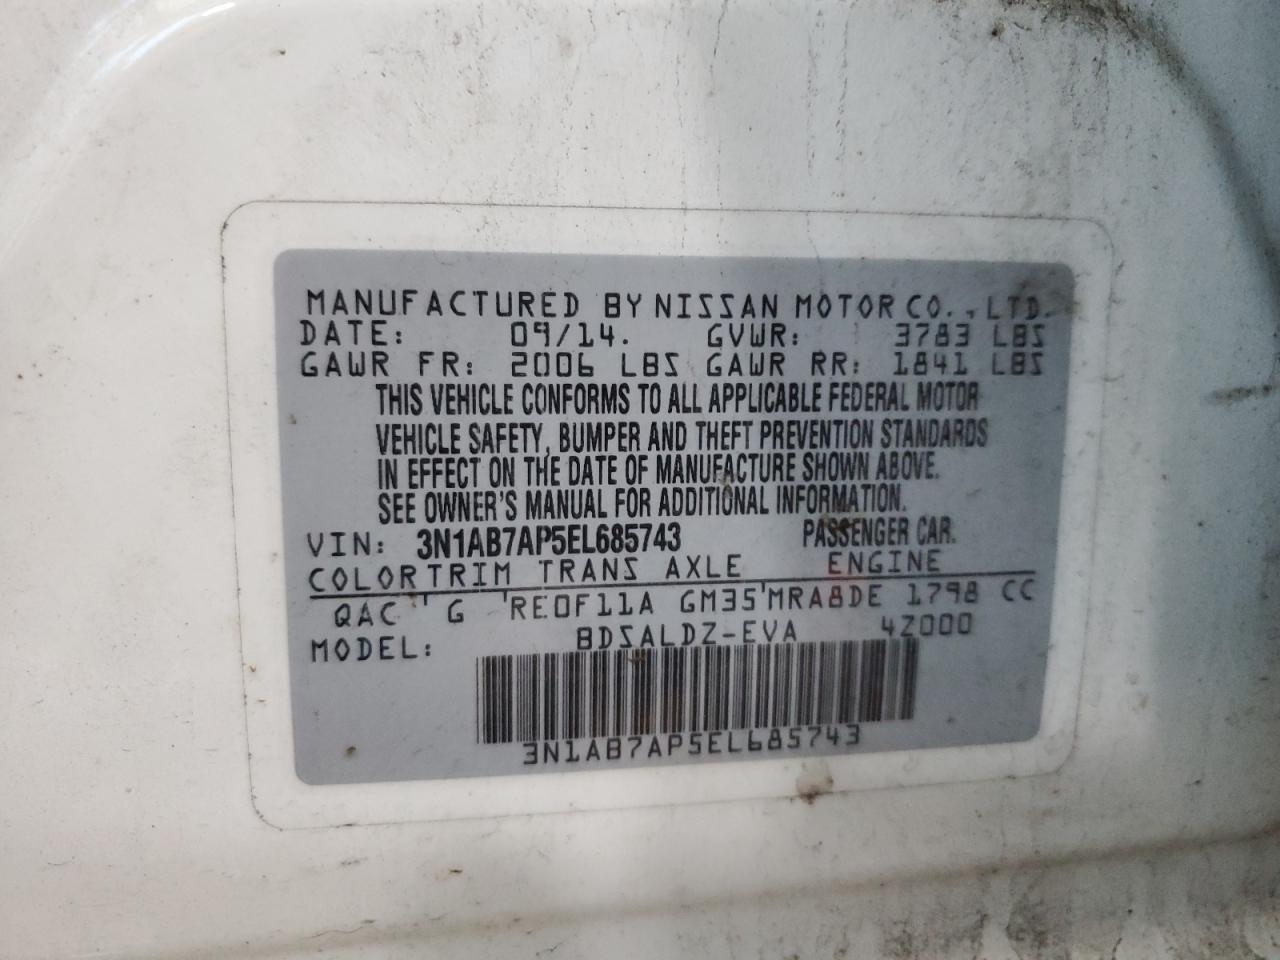 MANUFACTURED BY NISSAN MOTOR CO., LTD.
DATE: 09/14. GVWR: 3783 LBS
GAWR FR: 2006 LBS GAWR RR: 1841 LBS
THIS VEHICLE CONFORMS TO ALL APPLICABLE FEDERAL MOTOR
VEHICLE SAFETY, BUMPER AND THEFT PREVENTION STANDARDS
IN EFFECT ON THE DATE OF MANUFACTURE SHOWN ABOVE.
SEE OWNER'S MANUAL FOR ADDITIONAL INFORMATION.
VIN: 3N1AB7AP5EL685743 PASSENGER CAR.
COLOR TRIM TRANS AXLE ENGINE
QAC ' G ' RE0F11A GM35 ' MRA8DE 1798 CC
MODEL: BDSALDZ-EVA 4Z000
3N1AB7AP5EL685743